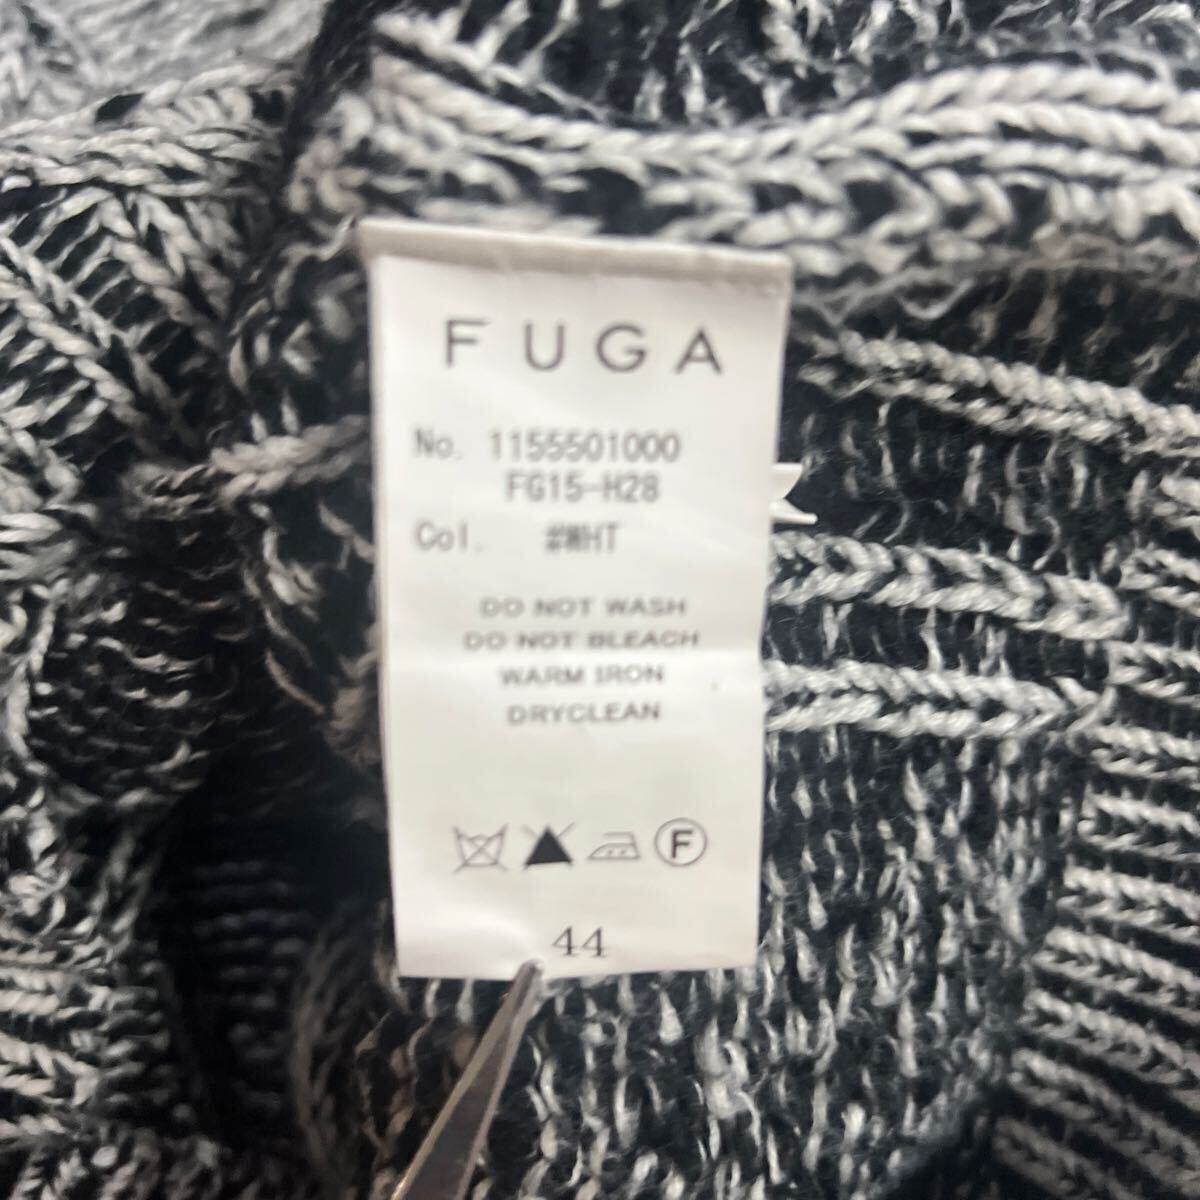 FUGA
No. 1155501000
FG15-H28
Col. #WHT
DO NOT WASH
DO NOT BLEACH
WARM IRON
DRYCLEAN
F
44